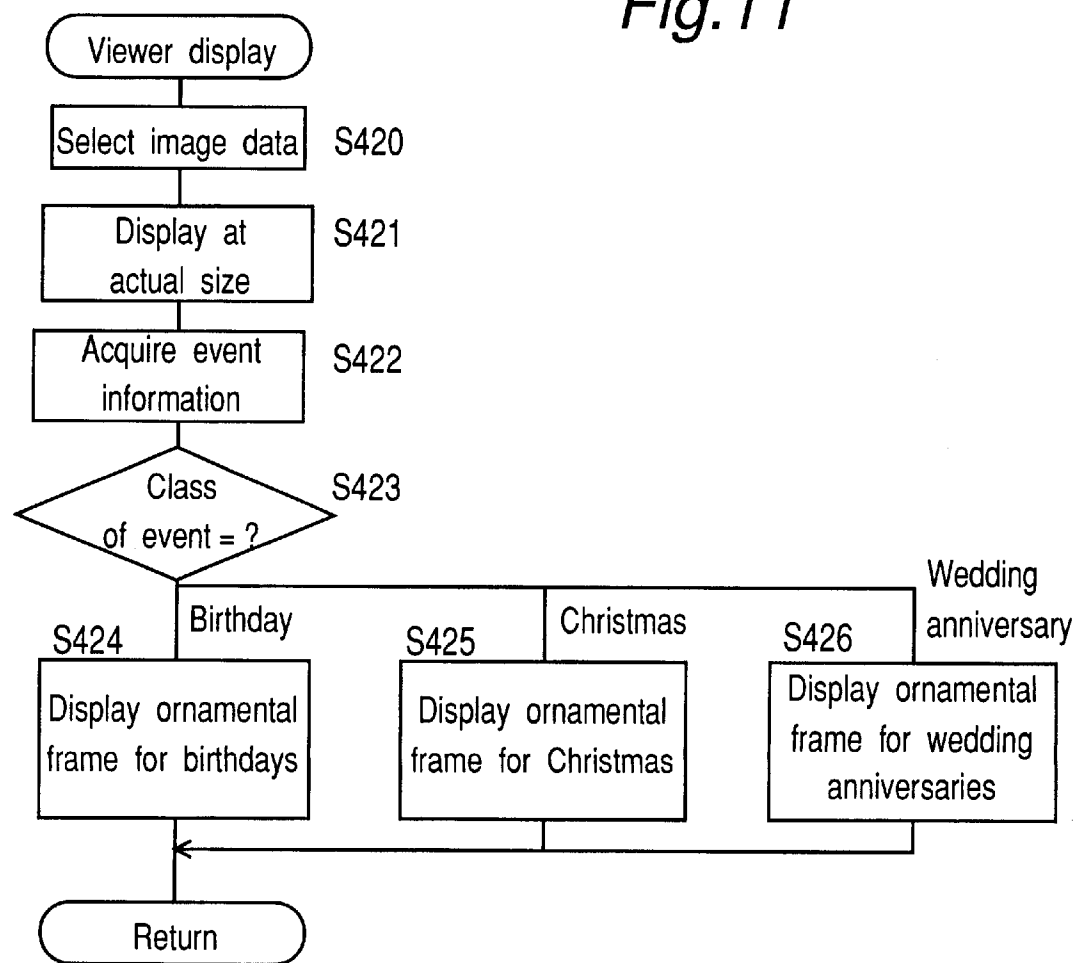 Fig.11
Viewer display
Select image data
S420
Display at
actual size
S421
Acquire event
information
S422
Class
of event = ?
S423
Birthday
Christmas
Wedding
anniversary
S424
Display ornamental
frame for birthdays
S425
Display ornamental
frame for Christmas
S426
Display ornamental
frame for wedding
anniversaries
Return